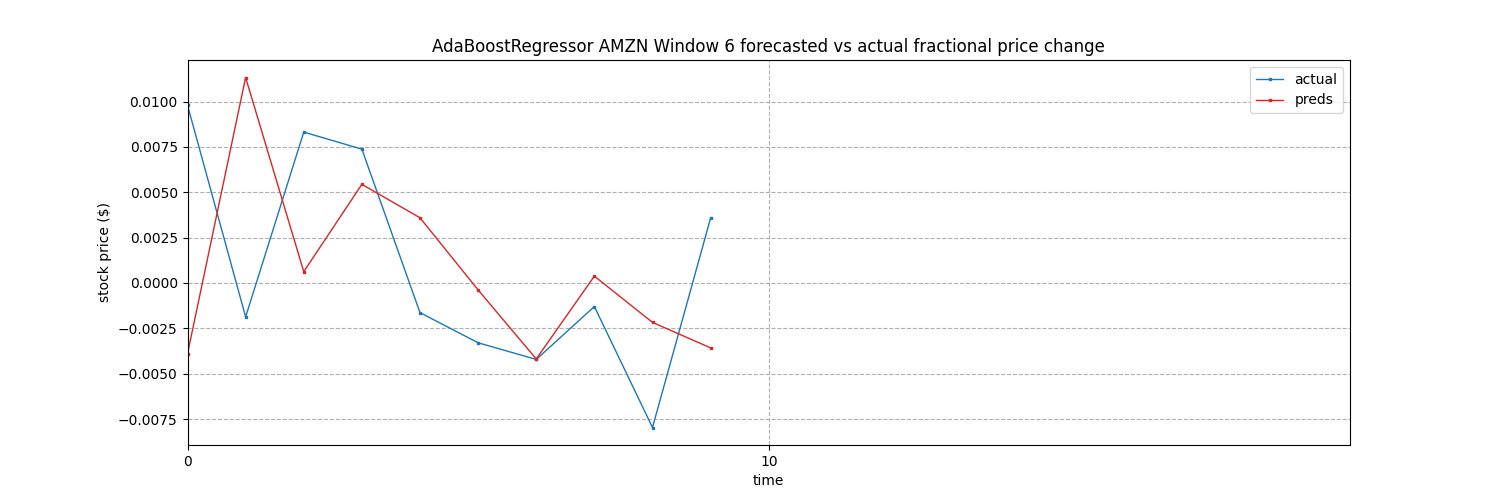 AdaBoostRegressor AMZN Window 6 forecasted vs actual fractional price change
actual
preds
0.0100
0.0075
0.0050
0.0025
0.0000
−0.0025
−0.0050
−0.0075
stock price ($)
0
10
time